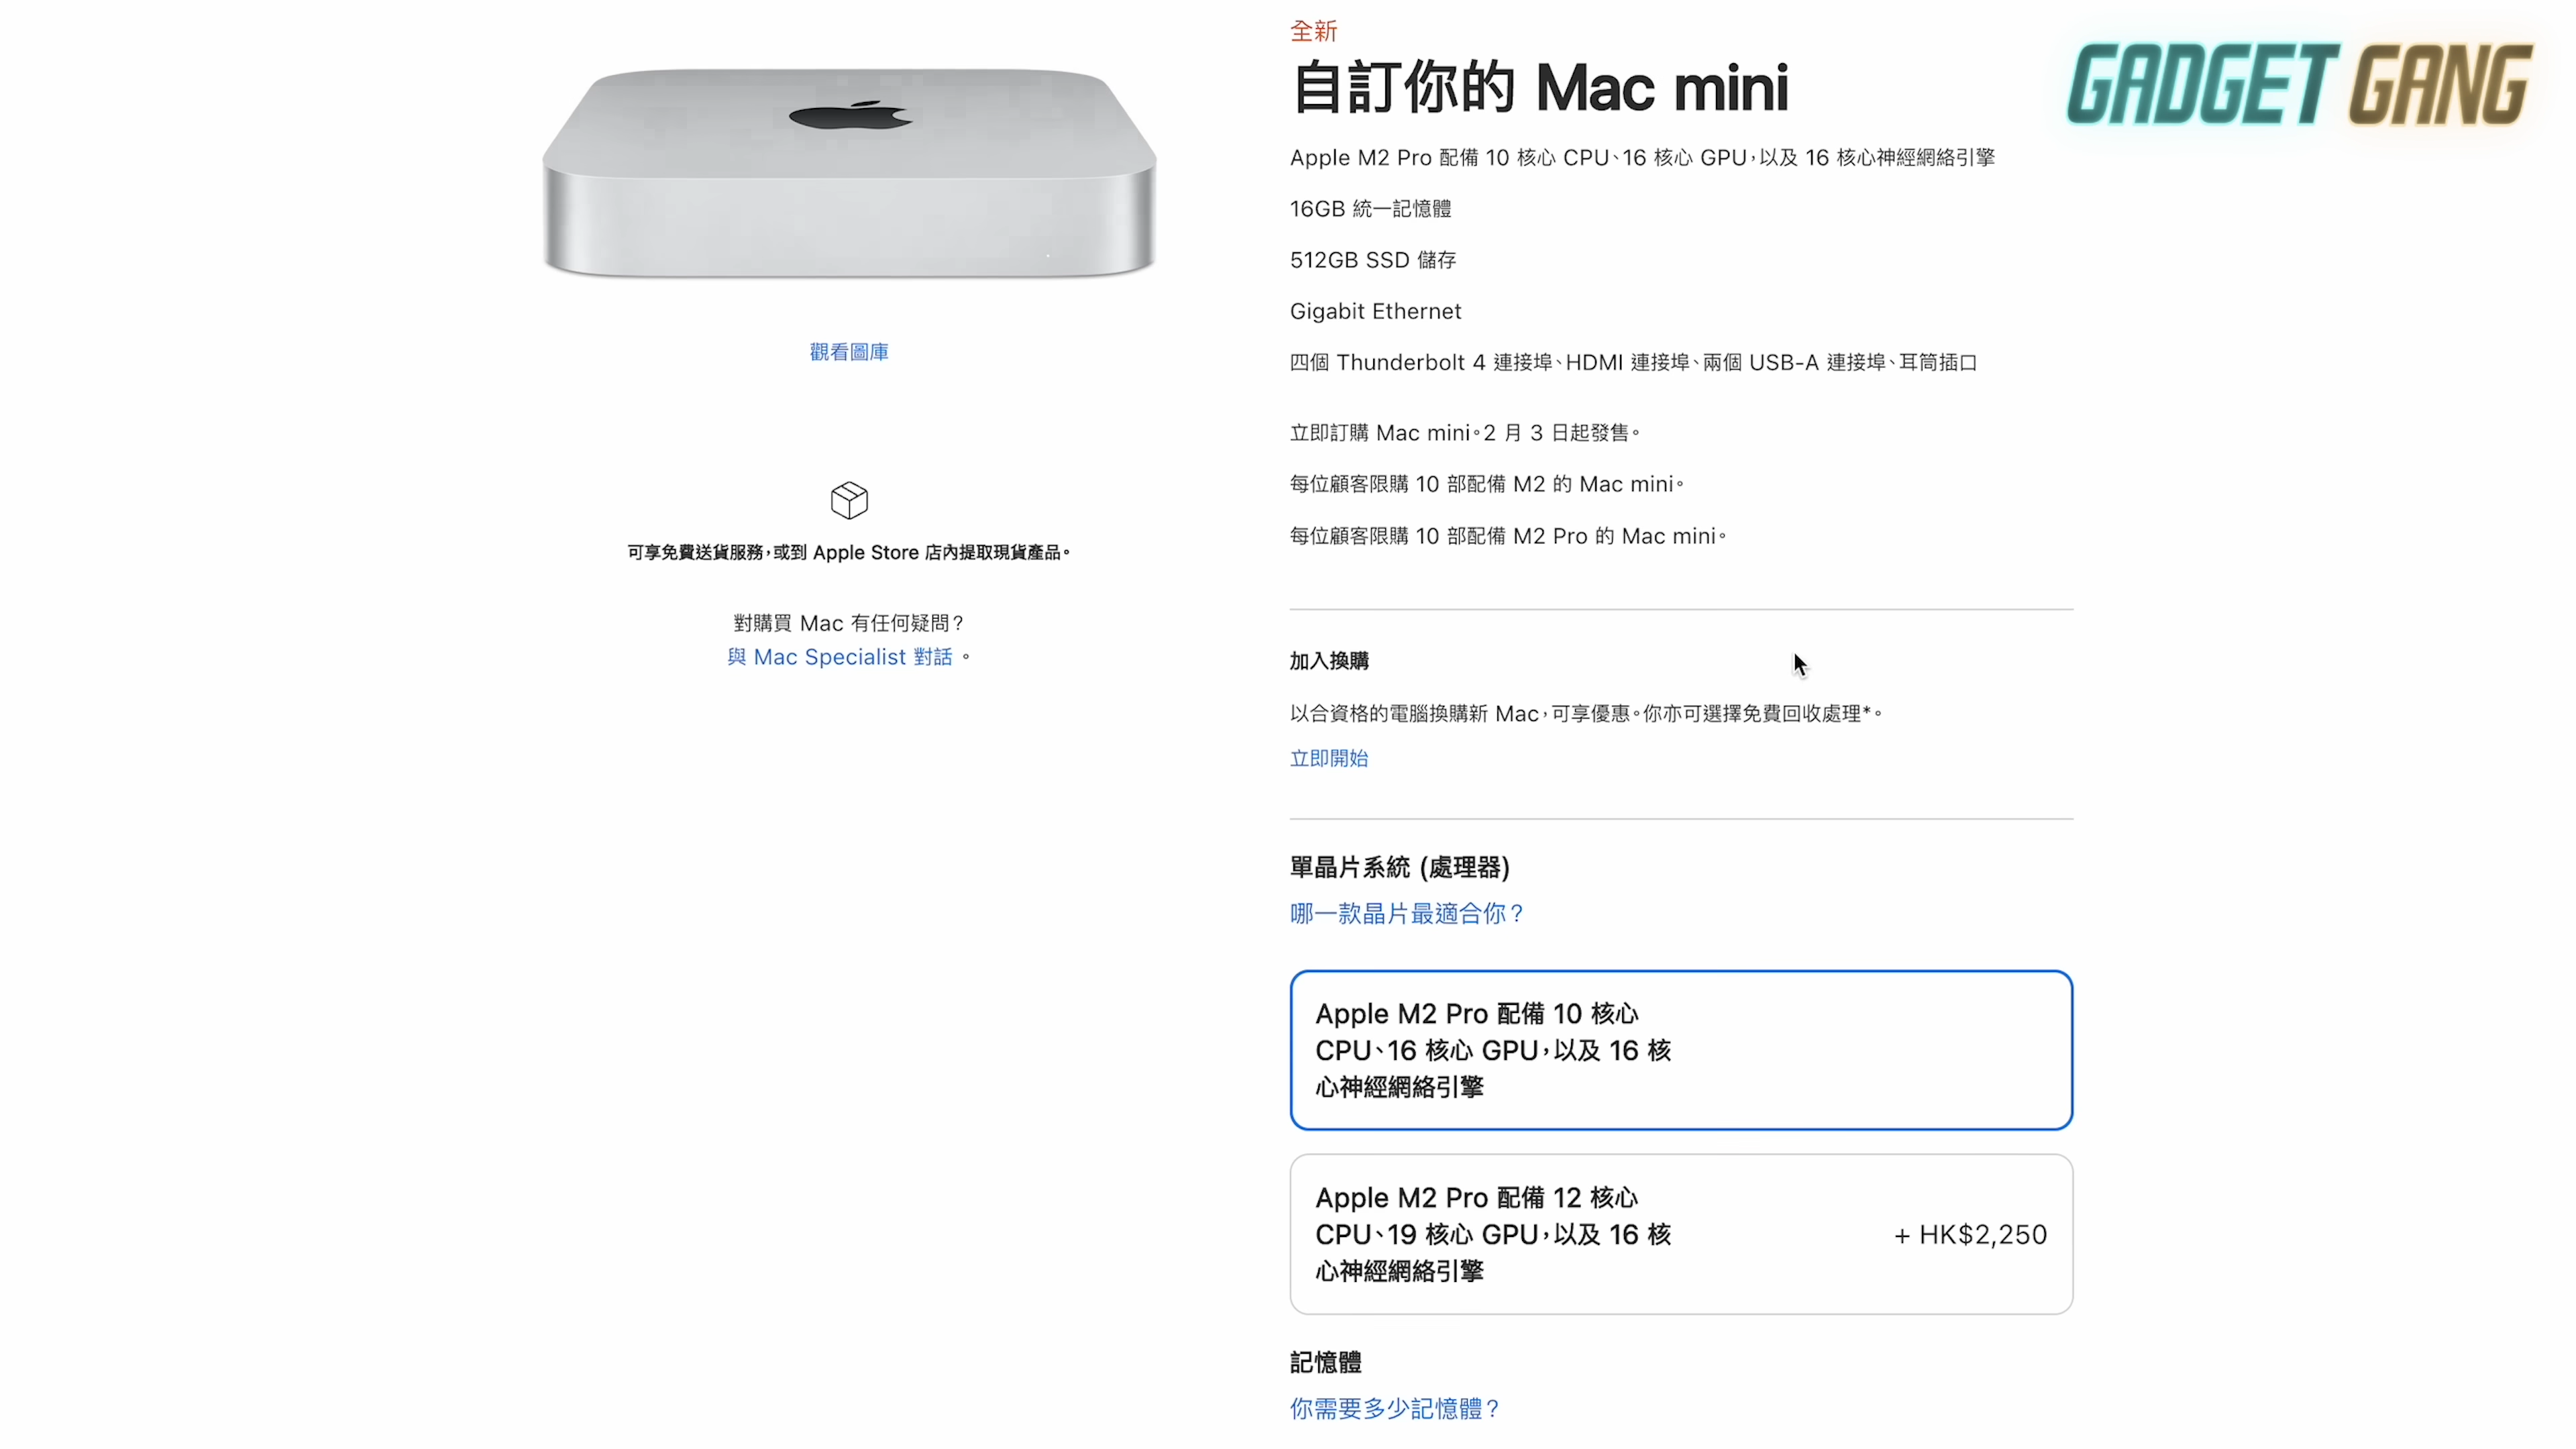 GADGET GANG
全新
自訂你的 Mac mini
Apple M2 Pro 配備 10 核心 CPU、16 核心 GPU，以及 16 核心神經網絡引擎
16GB 統一記憶體
512GB SSD 儲存
Gigabit Ethernet
四個 Thunderbolt 4 連接埠、HDMI 連接埠、兩個 USB-A 連接埠、耳筒插口
立即訂購 Mac mini。2 月 3 日起發售。
每位顧客限購 10 部配備 M2 的 Mac mini。
每位顧客限購 10 部配備 M2 Pro 的 Mac mini。
觀看圖庫
可享免費送貨服務，或到 Apple Store 店內提取現貨產品。
對購買 Mac 有任何疑問？
與 Mac Specialist 對話 。
加入換購
以合資格的電腦換購新 Mac，可享優惠。你亦可選擇免費回收處理*。
立即開始
單晶片系統 (處理器)
哪一款晶片最適合你？
Apple M2 Pro 配備 10 核心
CPU、16 核心 GPU，以及 16 核
心神經網絡引擎
Apple M2 Pro 配備 12 核心
CPU、19 核心 GPU，以及 16 核
心神經網絡引擎
+ HK$2,250
記憶體
你需要多少記憶體？